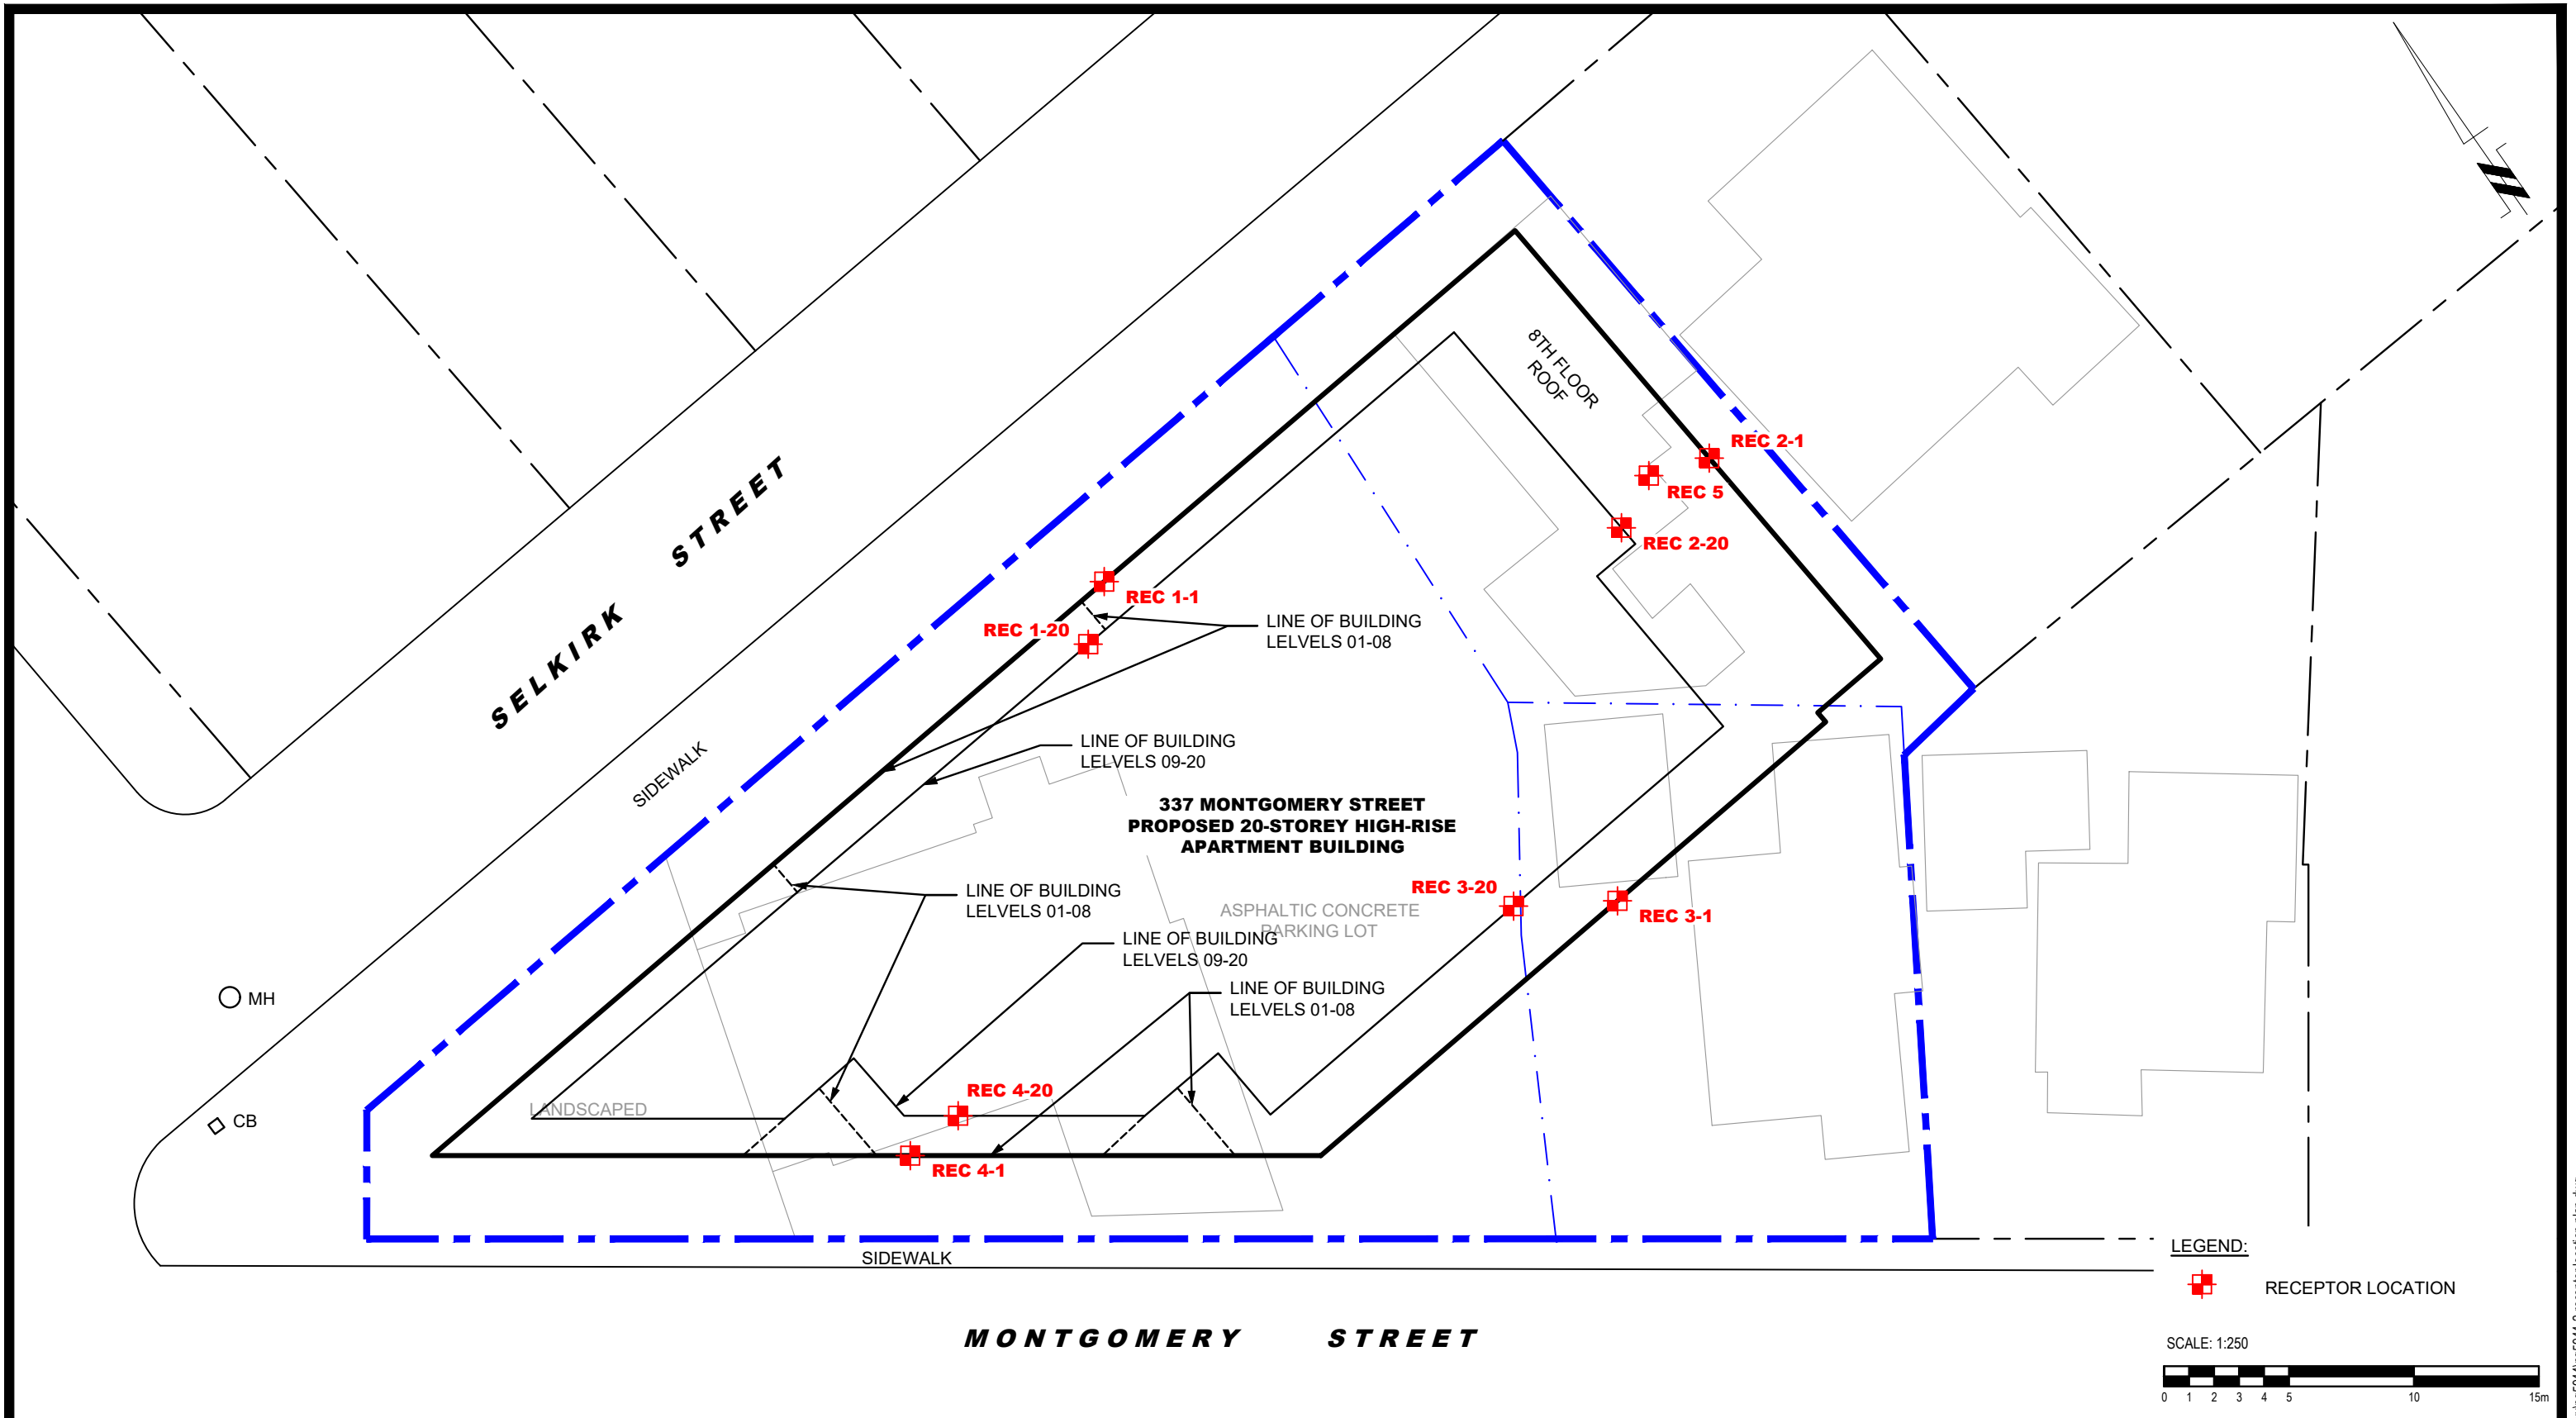 8TH FLOOR
ROOF
REC 2-1
REC 5
REC 2-20
SELKIRK STREET
REC 1-1
REC 1-20
LINE OF BUILDING
LELVELS 01-08
SIDEWALK
LINE OF BUILDING
LELVELS 09-20
337 MONTGOMERY STREET
PROPOSED 20-STOREY HIGH-RISE
APARTMENT BUILDING
LINE OF BUILDING
LELVELS 01-08
REC 3-20
REC 3-1
ASPHALTIC CONCRETE
PARKING LOT
LINE OF BUILDING
LELVELS 09-20
LINE OF BUILDING
LELVELS 01-08
MH
CB
LANDSCAPED
REC 4-20
REC 4-1
SIDEWALK
MONTGOMERY STREET
LEGEND:
RECEPTOR LOCATION
SCALE: 1:250
0 1 2 3 4 5 10 15m